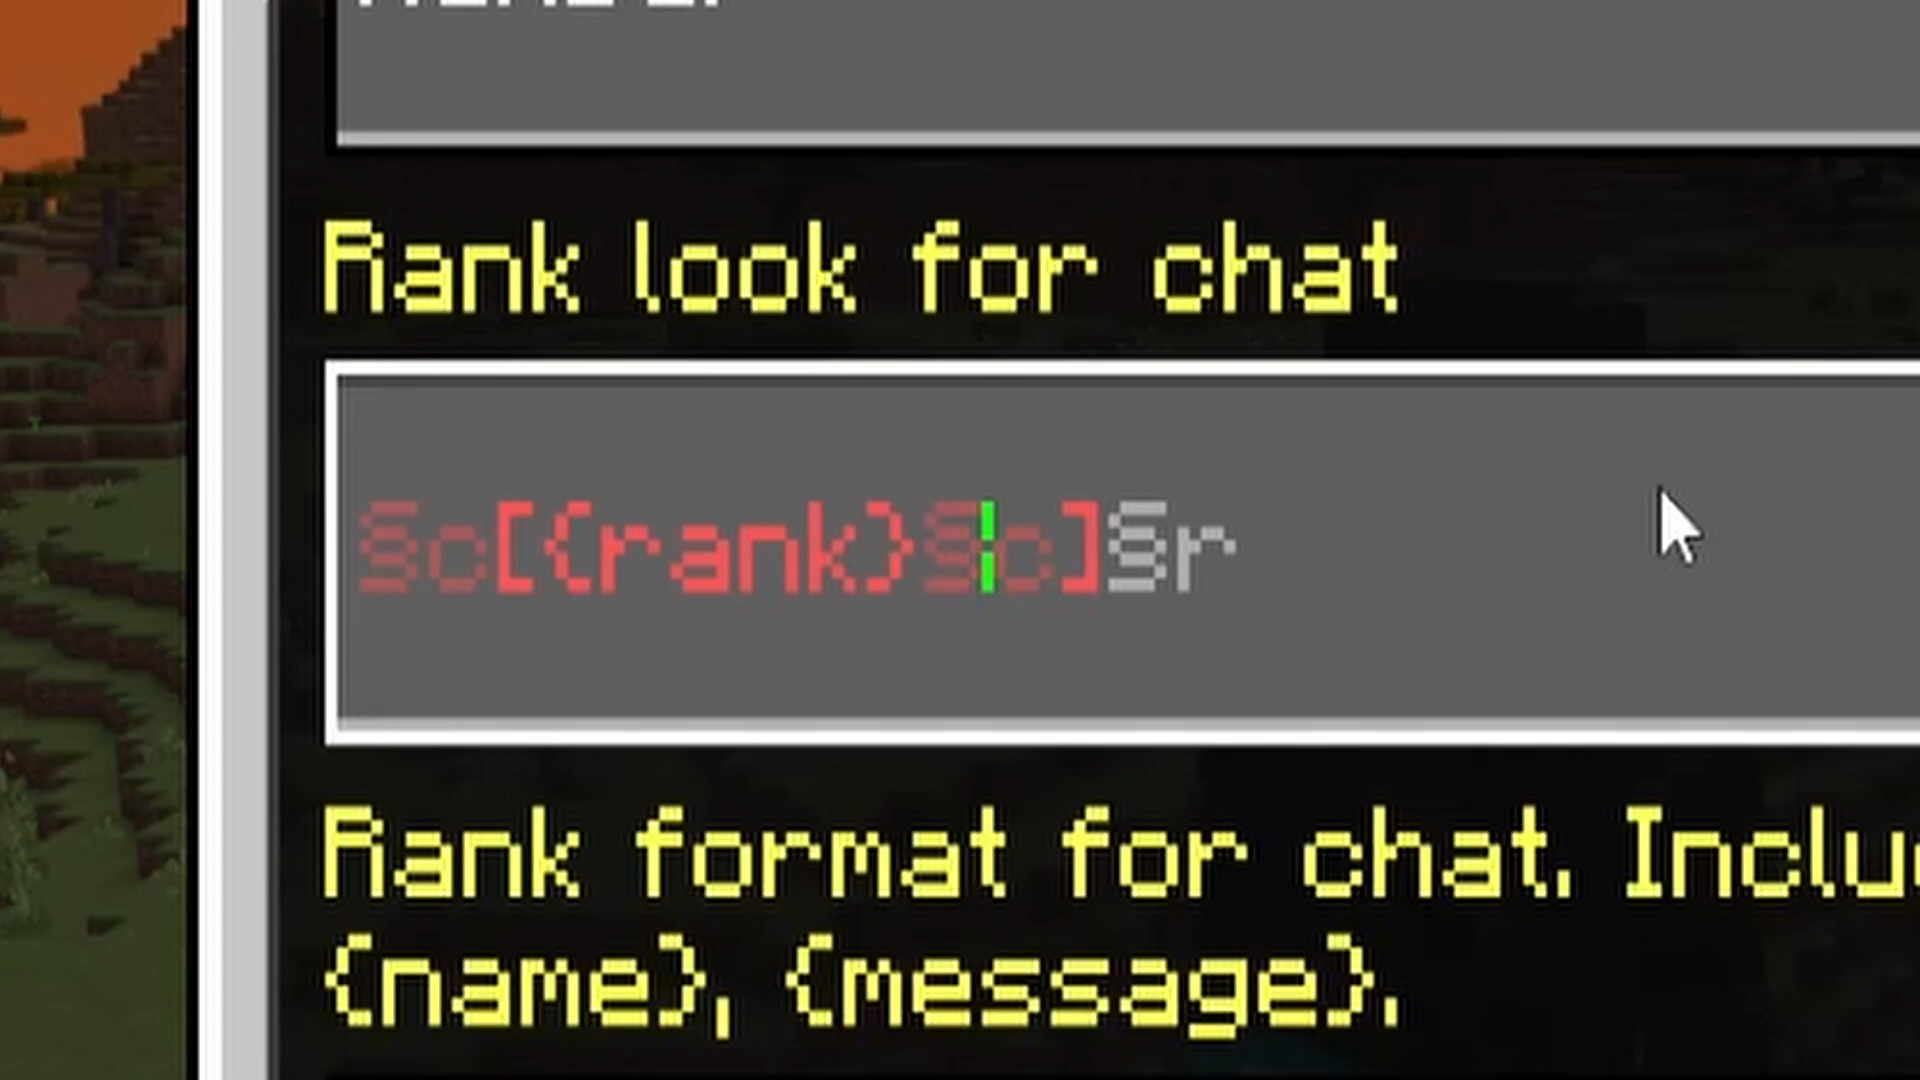 Rank look for chat
§c[{rank}§c]§r
Rank format for chat. Inclu
{name}, {message}.